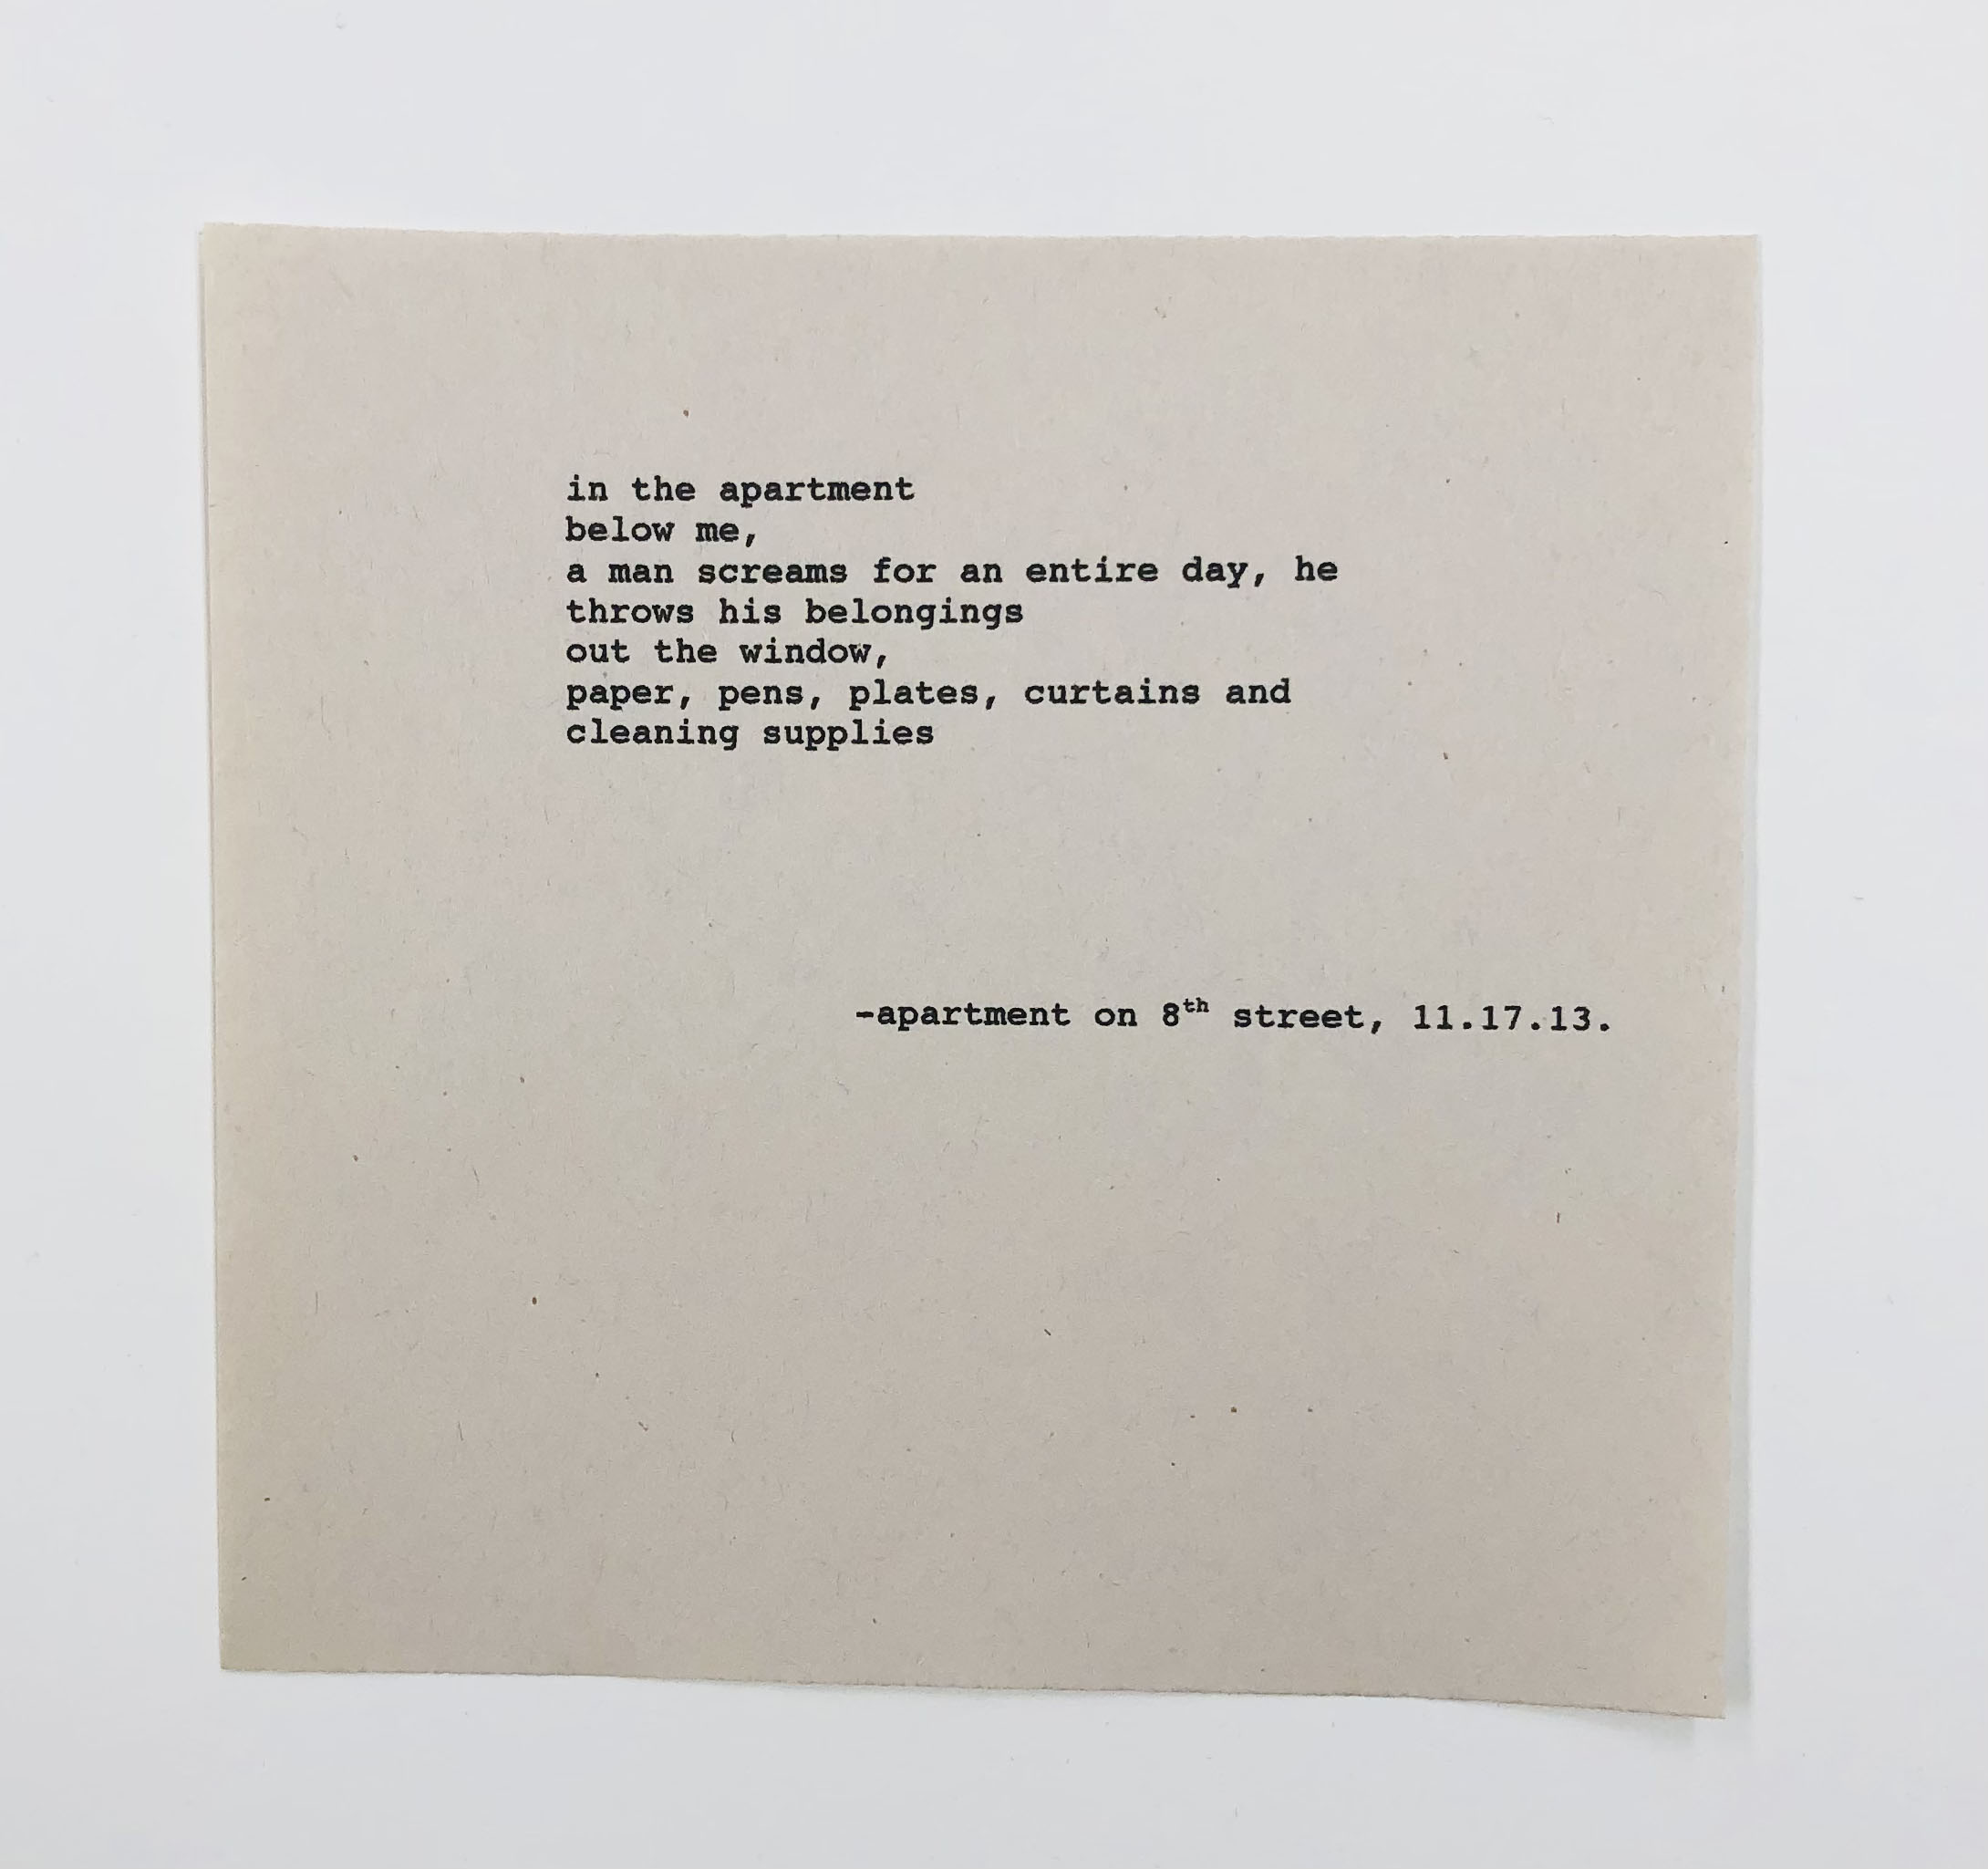 in the apartment
below me,
a man screams for an entire day, he
throws his belongings
out the window,
paper, pens, plates, curtains and
cleaning supplies
-apartment on 8th street, 11.17.13.